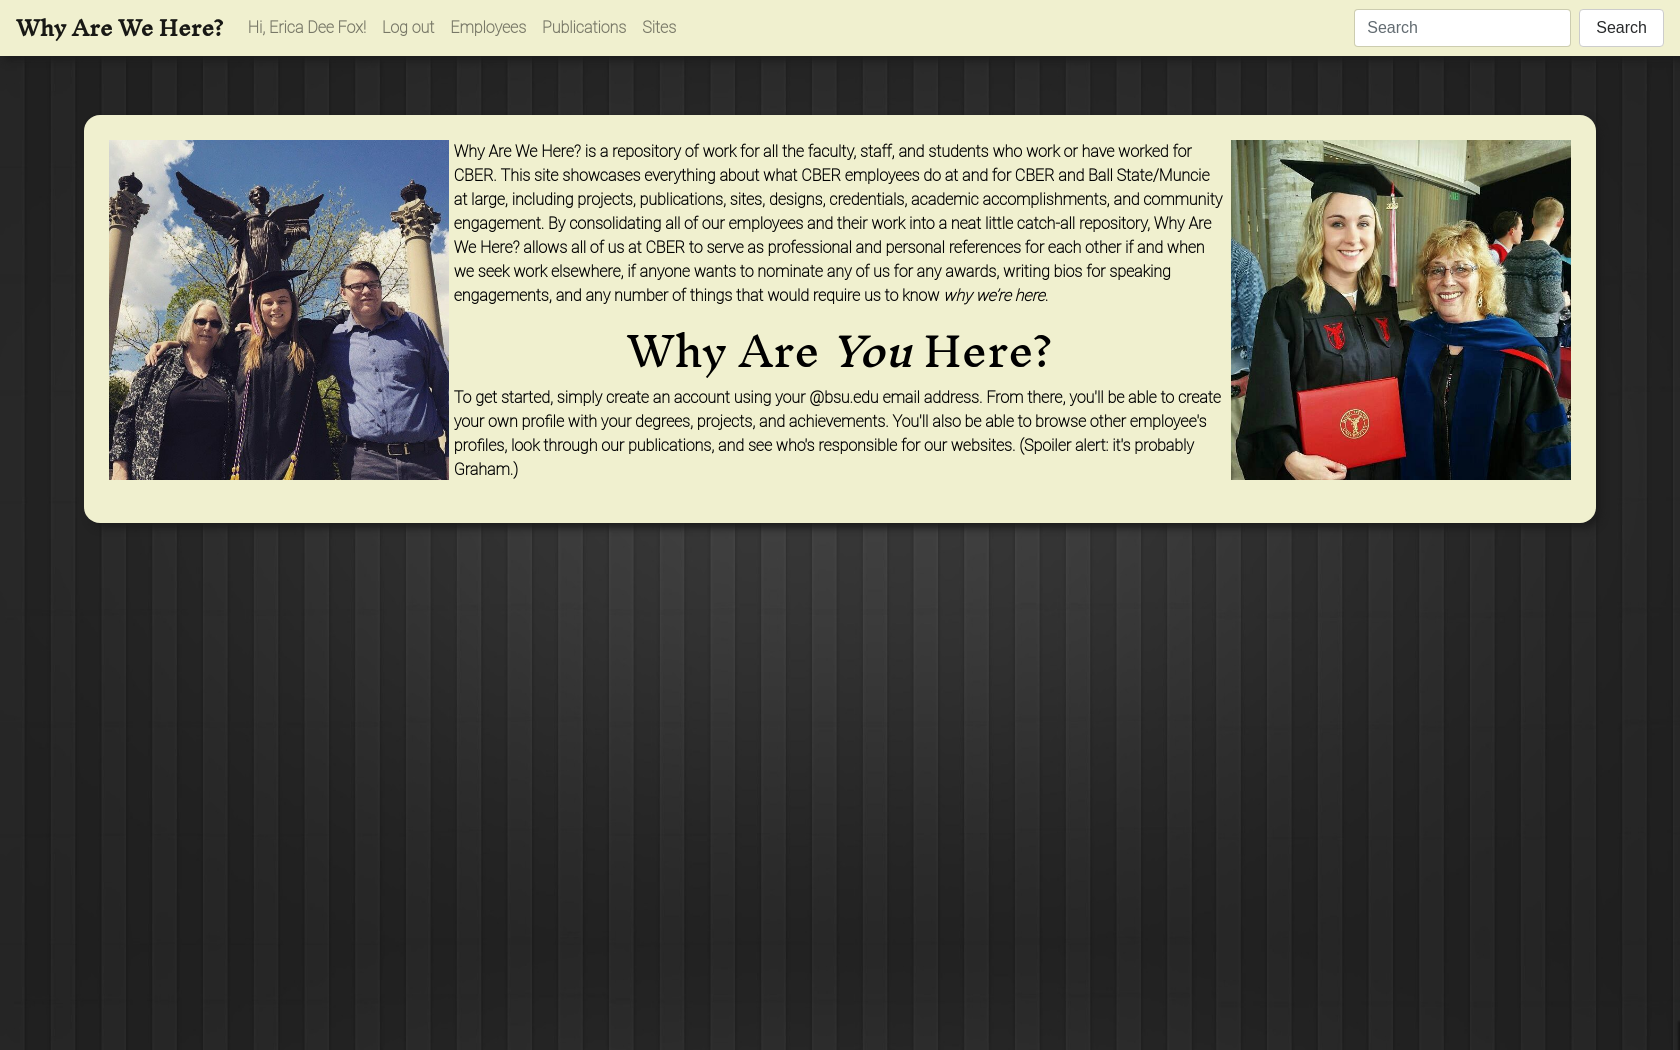 Why Are We Here?
Hi, Erica Dee Fox! Log out Employees Publications Sites
Search Search
Why Are We Here? is a repository of work for all the faculty, staff, and students who work or have worked for
CBER. This site showcases everything about what CBER employees do at and for CBER and Ball State/Muncie
at large, including projects, publications, sites, designs, credentials, academic accomplishments, and community
engagement. By consolidating all of our employees and their work into a neat little catch-all repository, Why Are
We Here? allows all of us at CBER to serve as professional and personal references for each other if and when
we seek work elsewhere, if anyone wants to nominate any of us for any awards, writing bios for speaking
engagements, and any number of things that would require us to know why we're here.
Why Are You Here?
To get started, simply create an account using your @bsu.edu email address. From there, you'll be able to create
your own profile with your degrees, projects, and achievements. You'll also be able to browse other employee's
profiles, look through our publications, and see who's responsible for our websites. (Spoiler alert: it's probably
Graham.)